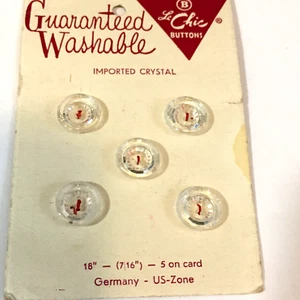 Guaranteed
Washable
B
Le Chic
BUTTONS
®
IMPORTED CRYSTAL
18" — (7/16") — 5 on card
Germany - US-Zone